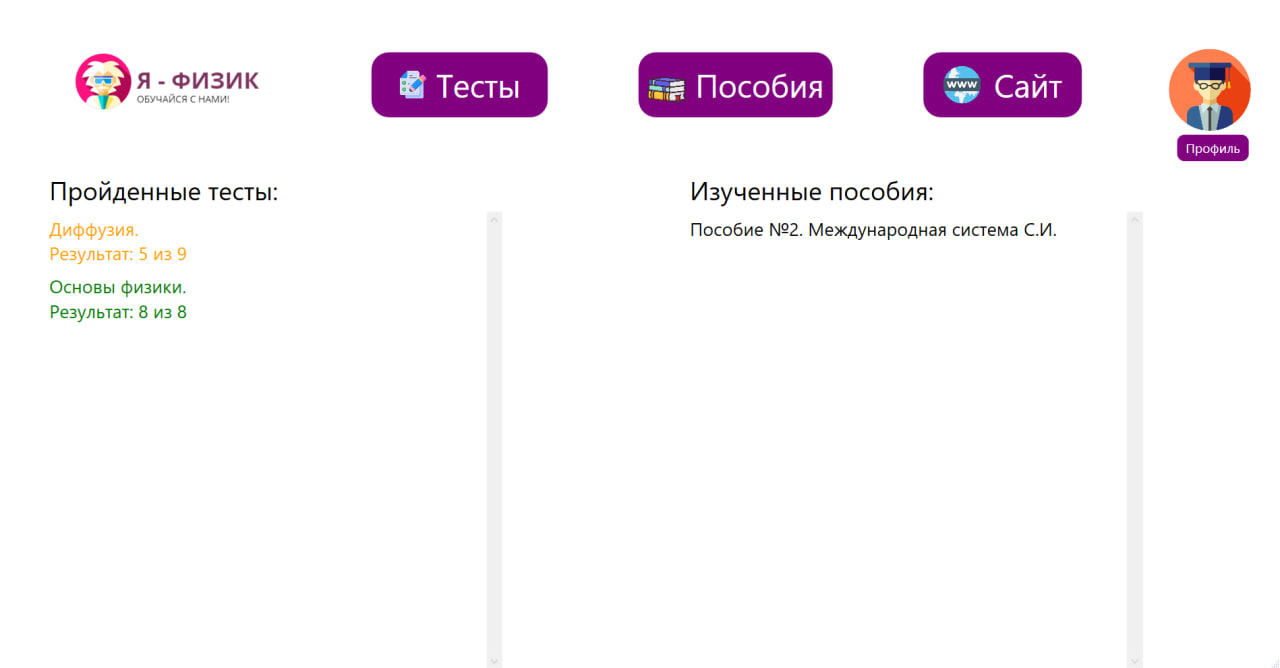 Я - ФИЗИК
ОБУЧАЙСЯ С НАМИ!
Тесты
Пособия
www
Сайт
Профиль
Пройденные тесты:
Диффузия.
Результат: 5 из 9
Основы физики.
Результат: 8 из 8
Изученные пособия:
Пособие №2. Международная система С.И.